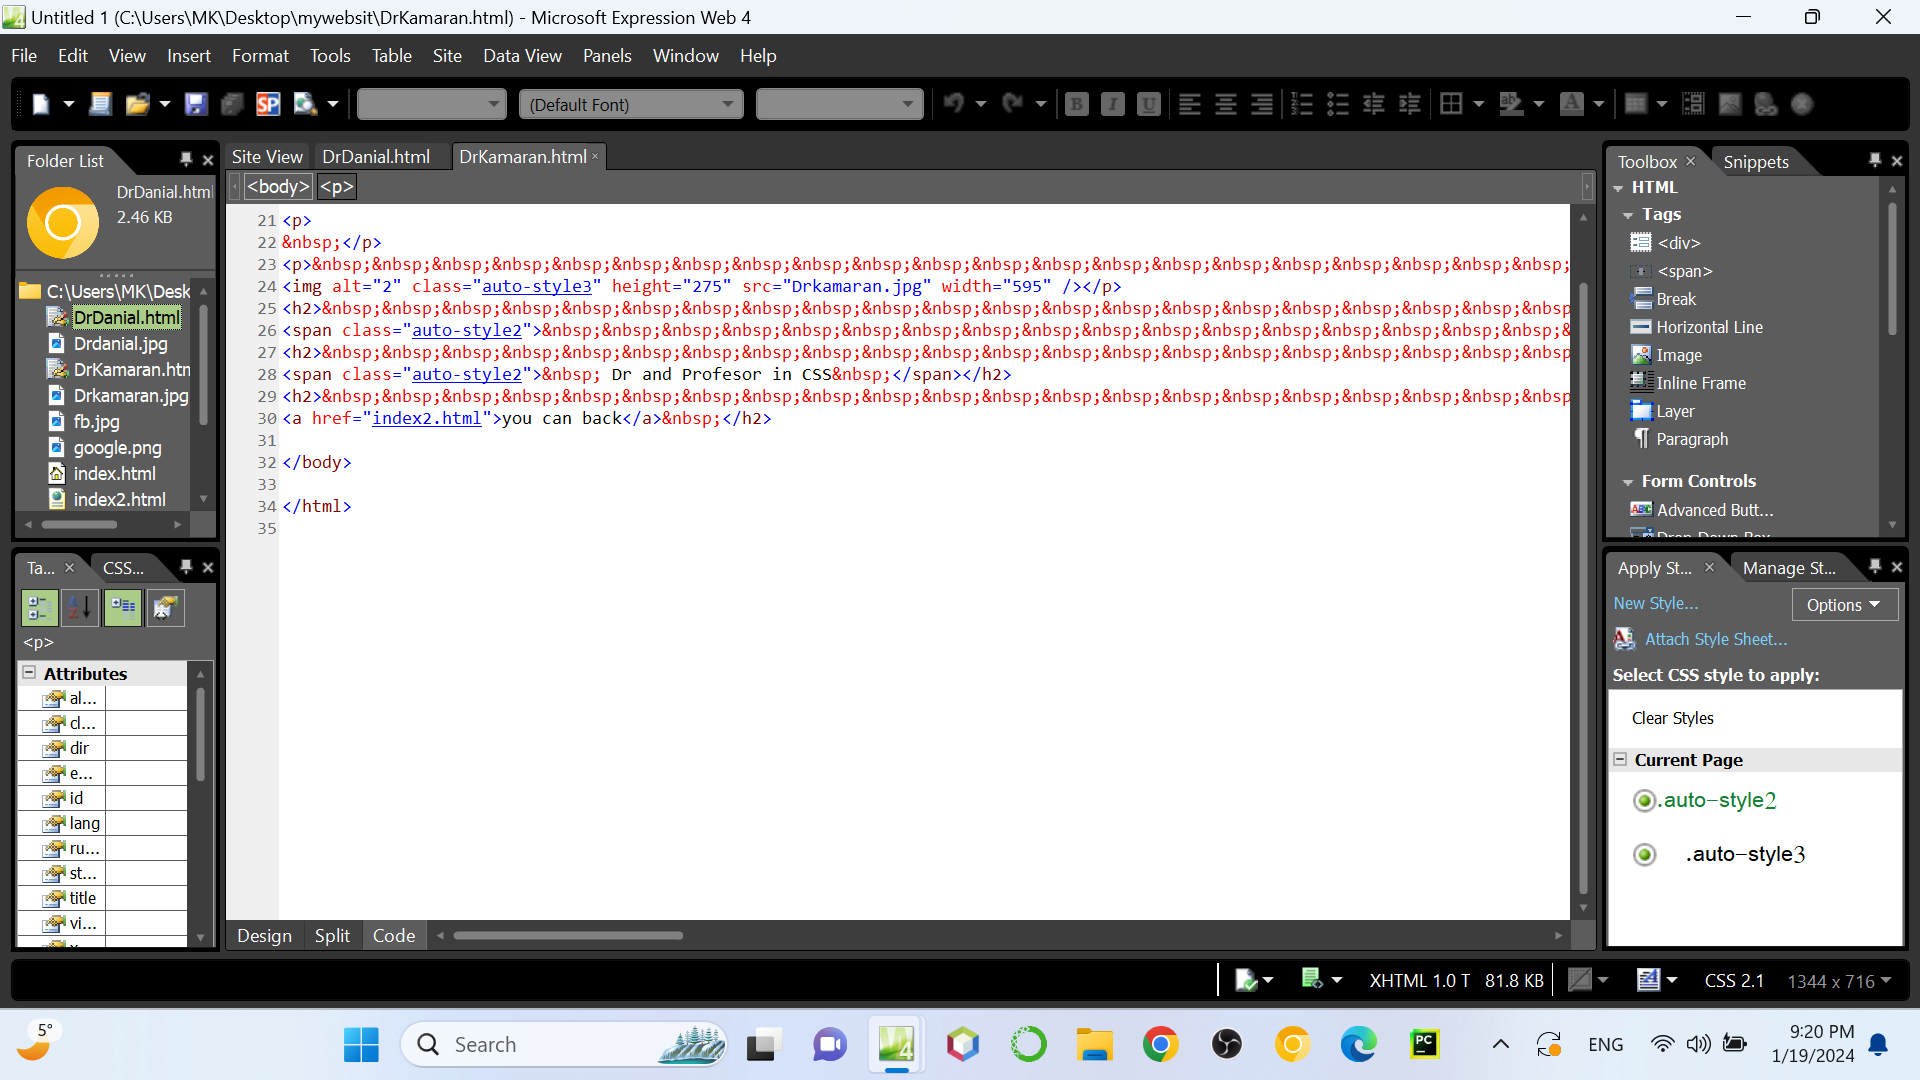 Untitled 1 (C:\Users\MK\Desktop\mywebsit\DrKamaran.html) - Microsoft Expression Web 4
File Edit View Insert Format Tools Table Site Data View Panels Window Help
(Default Font)
Folder List
DrDanial.html
2.46 KB
C:\Users\MK\Desk
DrDanial.html
Drdanial.jpg
DrKamaran.htm
Drkamaran.jpg
fb.jpg
google.png
index.html
index2.html
Ta...
CSS...
<p>
Attributes
al...
cl...
dir
e...
id
lang
ru...
st...
title
vi...
Site View DrDanial.html DrKamaran.html
<body> <p>
21 <p>
22 &nbsp;</p>
23 <p>&nbsp;&nbsp;&nbsp;&nbsp;&nbsp;&nbsp;&nbsp;&nbsp;&nbsp;&nbsp;&nbsp;&nbsp;&nbsp;&nbsp;&nbsp;&nbsp;&nbsp;&nbsp;&nbsp;&nbsp;&nbsp;
24 <img alt="2" class="auto-style3" height="275" src="Drkamaran.jpg" width="595" /></p>
25 <h2>&nbsp;&nbsp;&nbsp;&nbsp;&nbsp;&nbsp;&nbsp;&nbsp;&nbsp;&nbsp;&nbsp;&nbsp;&nbsp;&nbsp;&nbsp;&nbsp;&nbsp;&nbsp;&nbsp;&nbsp;&nbsp
26 <span class="auto-style2">&nbsp;&nbsp;&nbsp;&nbsp;&nbsp;&nbsp;&nbsp;&nbsp;&nbsp;&nbsp;&nbsp;&nbsp;&nbsp;&nbsp;&nbsp;&nbsp;&nbsp;&
27 <h2>&nbsp;&nbsp;&nbsp;&nbsp;&nbsp;&nbsp;&nbsp;&nbsp;&nbsp;&nbsp;&nbsp;&nbsp;&nbsp;&nbsp;&nbsp;&nbsp;&nbsp;&nbsp;&nbsp;&nbsp;&nbsp
28 <span class="auto-style2">&nbsp; Dr and Profesor in CSS&nbsp;</span></h2>
29 <h2>&nbsp;&nbsp;&nbsp;&nbsp;&nbsp;&nbsp;&nbsp;&nbsp;&nbsp;&nbsp;&nbsp;&nbsp;&nbsp;&nbsp;&nbsp;&nbsp;&nbsp;&nbsp;&nbsp;&nbsp;&nbsp
30 <a href="index2.html">you can back</a>&nbsp;</h2>
31
32 </body>
33
34 </html>
35
Design Split Code
Toolbox Snippets
HTML
Tags
<div>
<span>
Break
Horizontal Line
Image
Inline Frame
Layer
Paragraph
Form Controls
Advanced Butt...
Apply St... Manage St...
New Style... Options
Attach Style Sheet...
Select CSS style to apply:
Clear Styles
Current Page
.auto-style2
.auto-style3
XHTML 1.0 T 81.8 KB CSS 2.1 1344 x 716
5°
Search
ENG
9:20 PM
1/19/2024